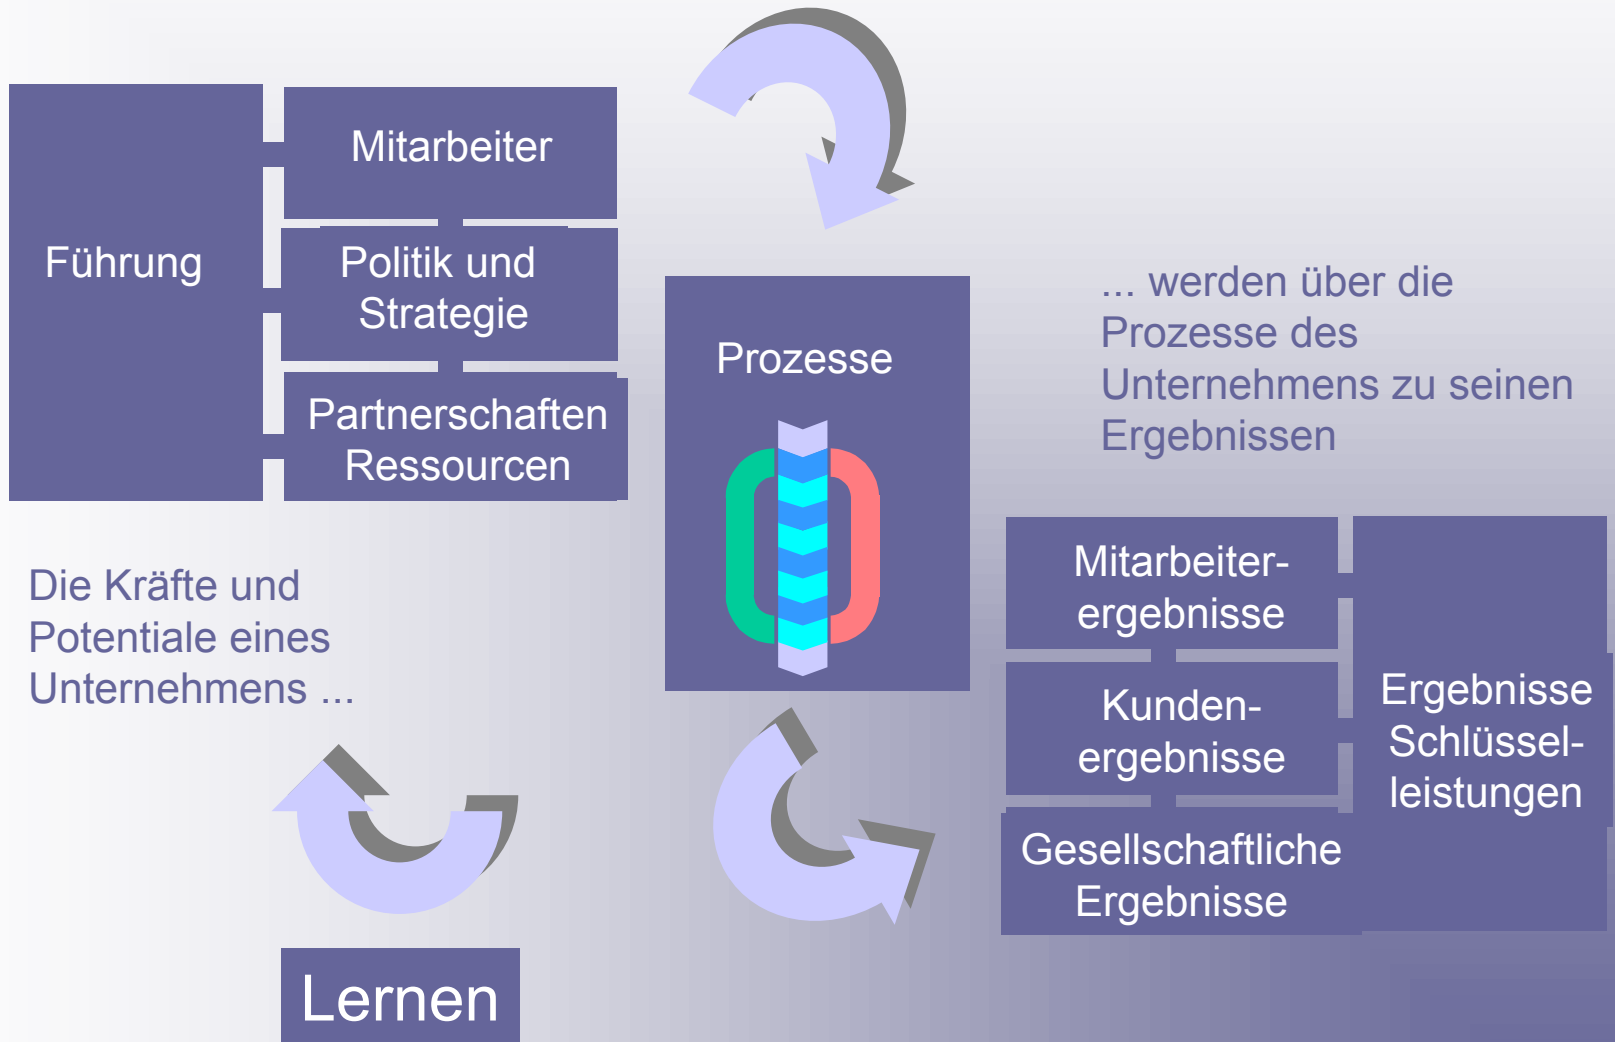 Führung
Mitarbeiter
Politik und
Strategie
Partnerschaften
Ressourcen
Die Kräfte und
Potentiale eines
Unternehmens ...
Prozesse
... werden über die
Prozesse des
Unternehmens zu seinen
Ergebnissen
Mitarbeiter-
ergebnisse
Kunden-
ergebnisse
Gesellschaftliche
Ergebnisse
Ergebnisse
Schlüssel-
leistungen
Lernen